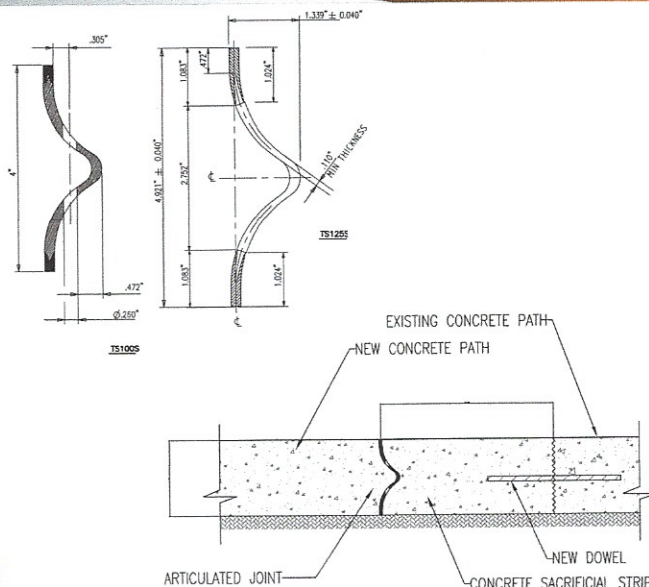 .305"
4"
.472"
Ø.250"
TS100S
1.339" ± 0.040"
.472"
1.083"
1.024"
4.921" ± 0.040"
2.752"
.110"
MIN THICKNESS
TS125S
1.083"
1.024"
EXISTING CONCRETE PATH
NEW CONCRETE PATH
NEW DOWEL
ARTICULATED JOINT
CONCRETE SACRIFICIAL STRIP